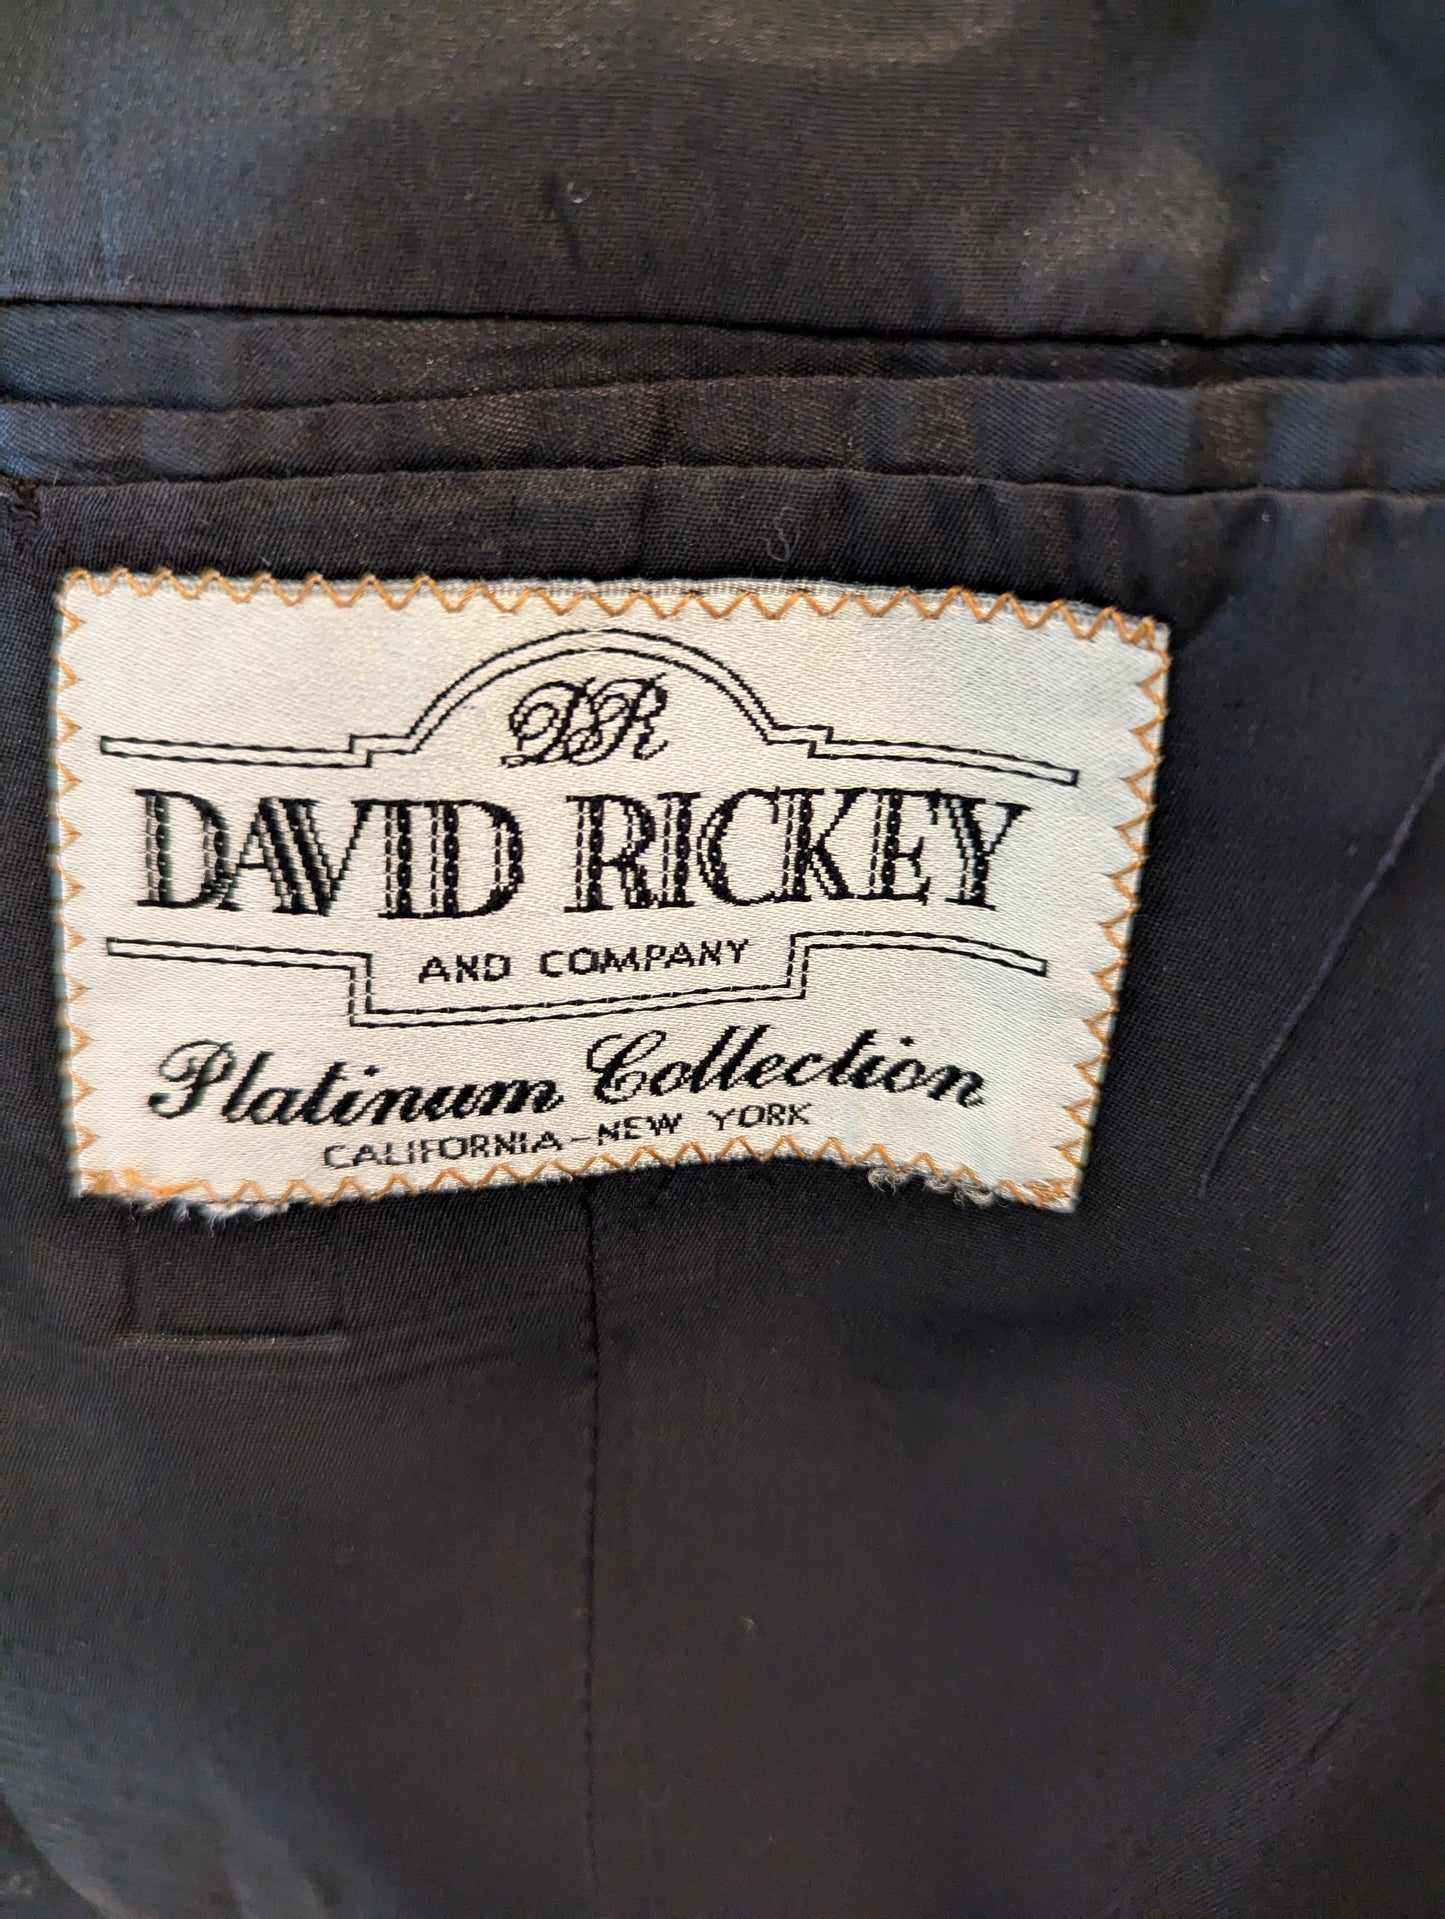 DR
DAVID RICKEY
AND COMPANY
Platinum Collection
CALIFORNIA-NEW YORK